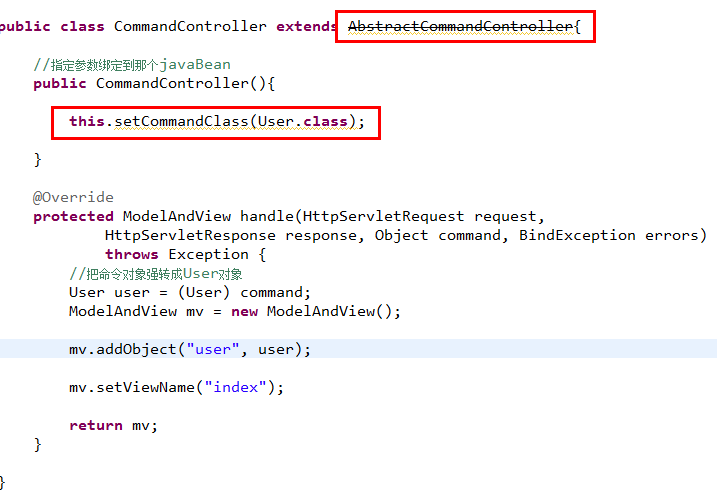 public class CommandController extends AbstractCommandController{
//指定参数绑定到那个javaBean
public CommandController(){
this.setCommandClass(User.class);
}
@Override
protected ModelAndView handle(HttpServletRequest request,
HttpServletResponse response, Object command, BindException errors)
throws Exception {
//把命令对象强转成User对象
User user = (User) command;
ModelAndView mv = new ModelAndView();
mv.addObject("user", user);
mv.setViewName("index");
return mv;
}
}